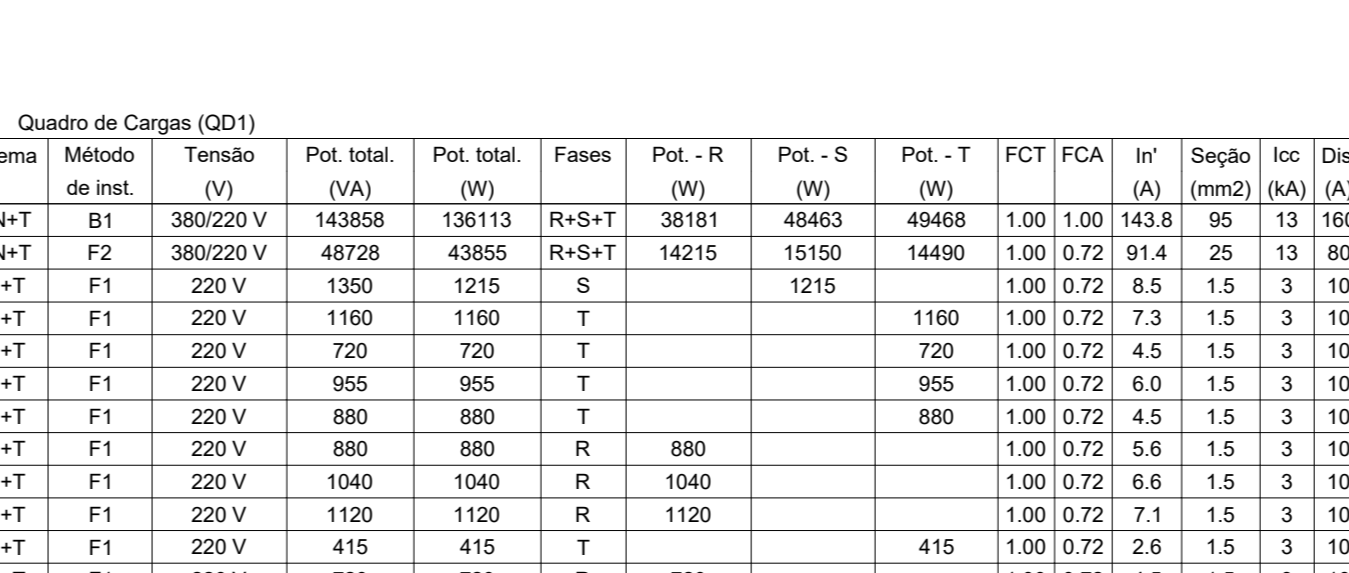 Quadro de Cargas (QD1)
ema Método Tensão Pot. total. Pot. total. Fases Pot. - R Pot. - S Pot. - T FCT FCA In' Seção Icc Dis
de inst. (V) (VA) (W) (W) (W) (W) (A) (mm2) (kA) (A)
N+T B1 380/220 V 143858 136113 R+S+T 38181 48463 49468 1.00 1.00 143.8 95 13 160
N+T F2 380/220 V 48728 43855 R+S+T 14215 15150 14490 1.00 0.72 91.4 25 13 80
+T F1 220 V 1350 1215 S 1215 1.00 0.72 8.5 1.5 3 10
+T F1 220 V 1160 1160 T 1160 1.00 0.72 7.3 1.5 3 10
+T F1 220 V 720 720 T 720 1.00 0.72 4.5 1.5 3 10
+T F1 220 V 955 955 T 955 1.00 0.72 6.0 1.5 3 10
+T F1 220 V 880 880 T 880 1.00 0.72 4.5 1.5 3 10
+T F1 220 V 880 880 R 880 1.00 0.72 5.6 1.5 3 10
+T F1 220 V 1040 1040 R 1040 1.00 0.72 6.6 1.5 3 10
+T F1 220 V 1120 1120 R 1120 1.00 0.72 7.1 1.5 3 10
+T F1 220 V 415 415 T 415 1.00 0.72 2.6 1.5 3 10